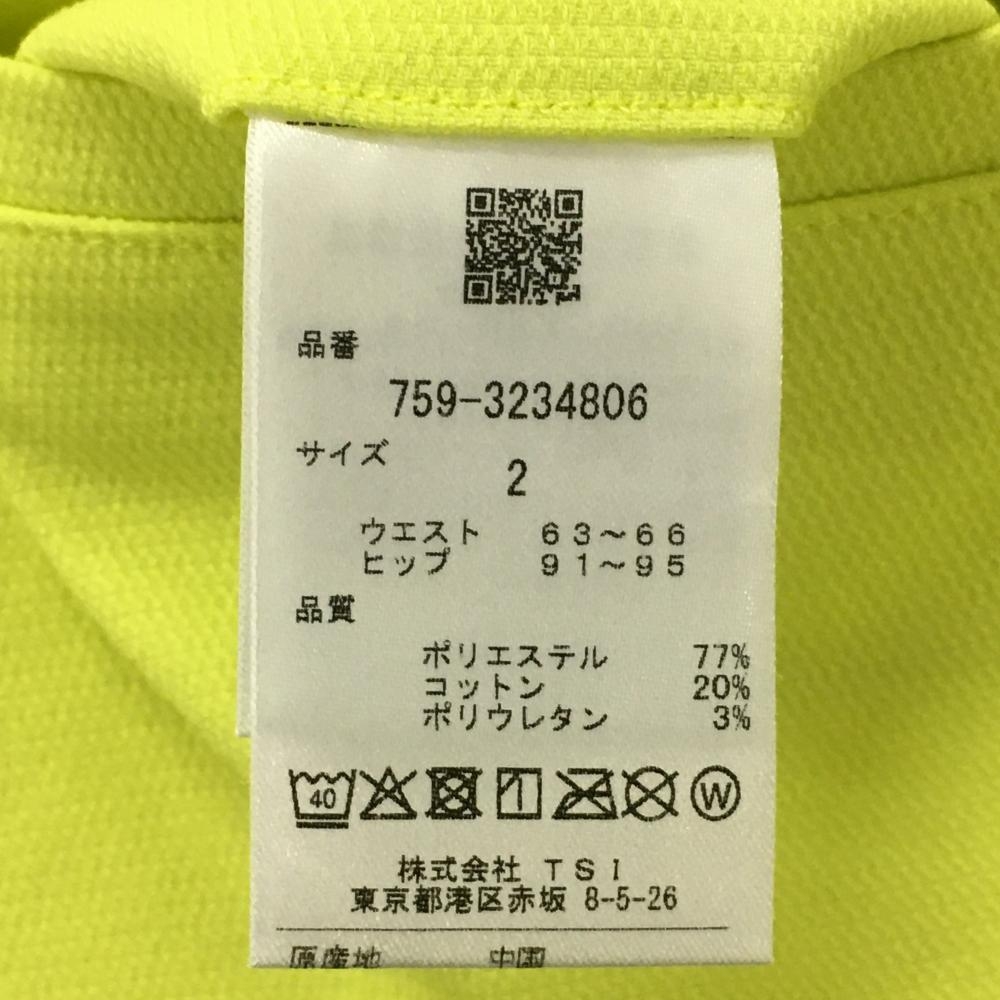 品番
759-3234806
サイズ
2
ウエスト 63~66
ヒップ 91~95
品質
ポリエステル 77%
コットン 20%
ポリウレタン 3%
40 W
株式会社 TSI
東京都港区赤坂 8-5-26
原産地 中国